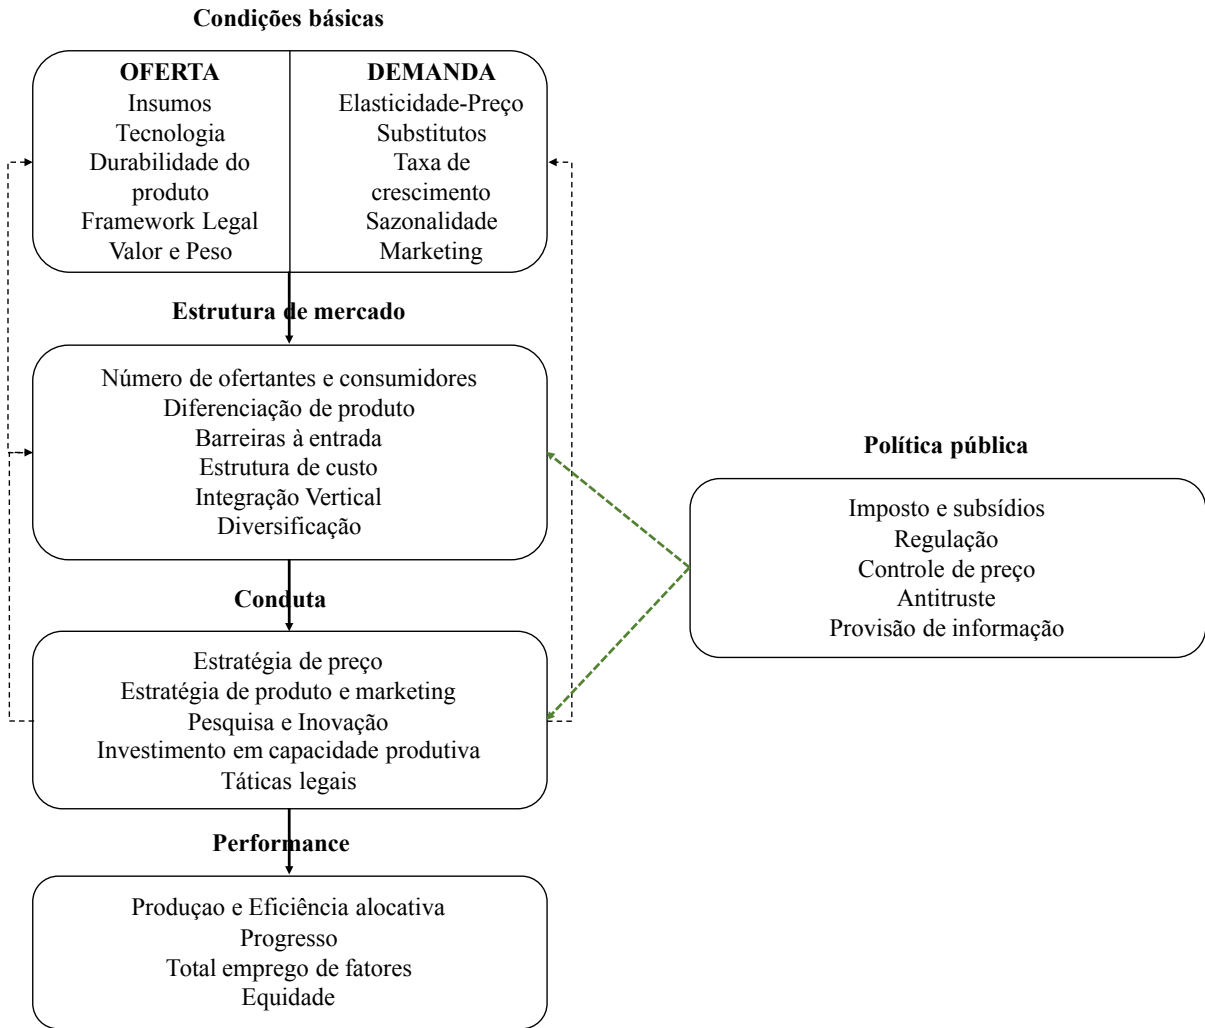 Condições básicas
OFERTA
Insumos
Tecnologia
Durabilidade do
produto
Framework Legal
Valor e Peso
DEMANDA
Elasticidade-Preço
Substitutos
Taxa de
crescimento
Sazonalidade
Marketing
Estrutura de mercado
Número de ofertantes e consumidores
Diferenciação de produto
Barreiras à entrada
Estrutura de custo
Integração Vertical
Diversificação
Política pública
Imposto e subsídios
Regulação
Controle de preço
Antitruste
Provisão de informação
Conduta
Estratégia de preço
Estratégia de produto e marketing
Pesquisa e Inovação
Investimento em capacidade produtiva
Táticas legais
Performance
Produçao e Eficiência alocativa
Progresso
Total emprego de fatores
Equidade